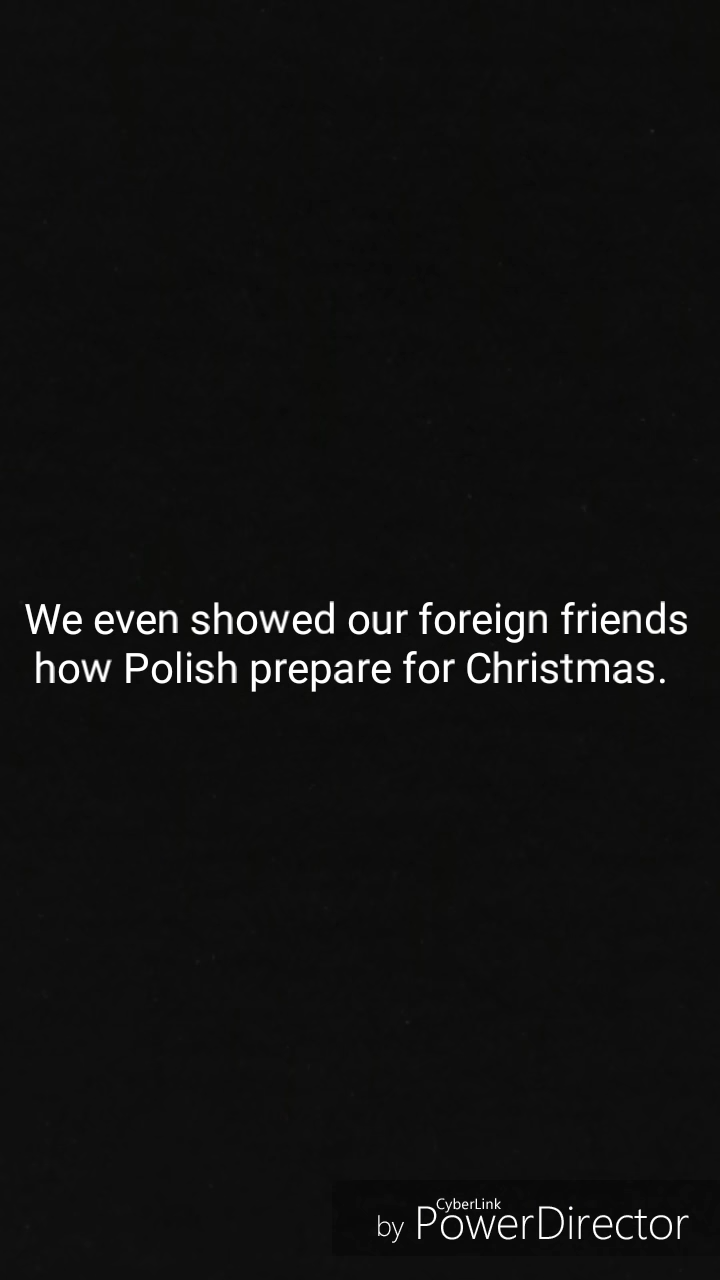 We even showed our foreign friends
how Polish prepare for Christmas.
CyberLink
by PowerDirector